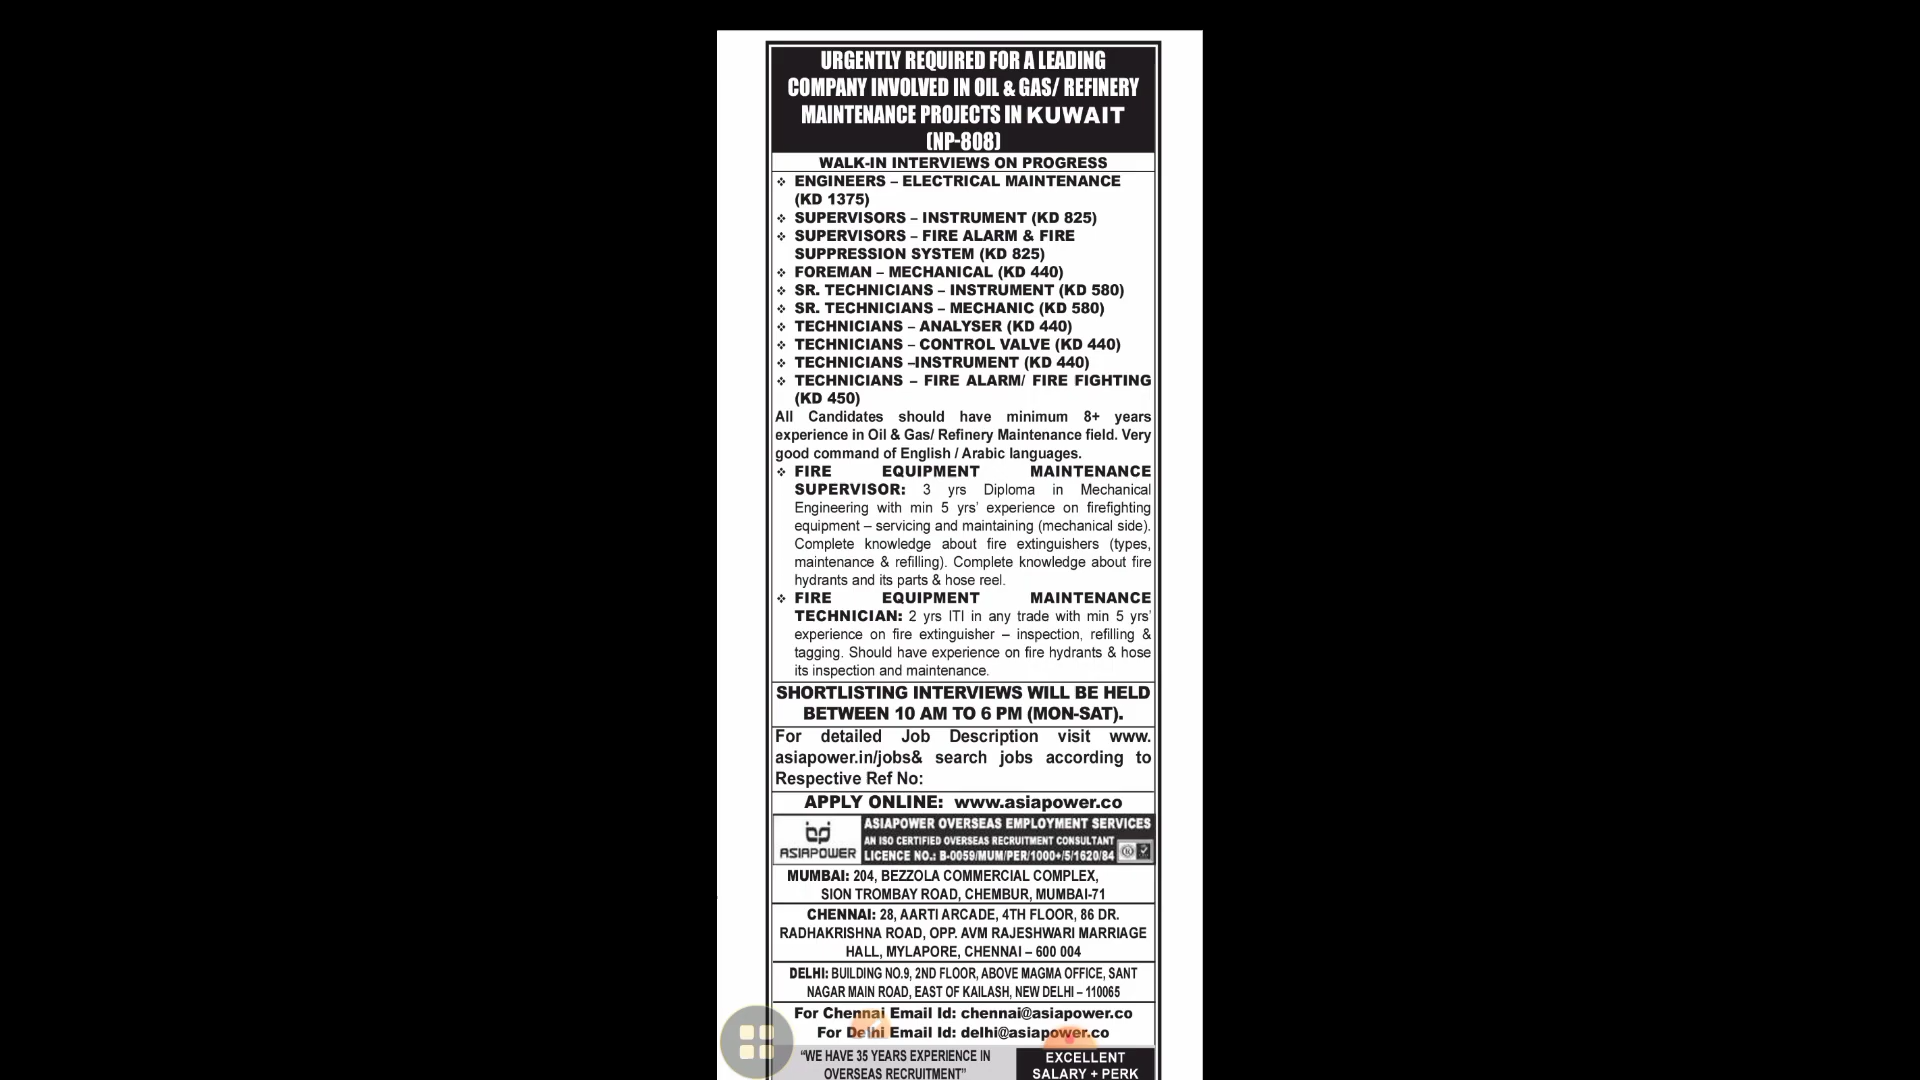 URGENTLY REQUIRED FOR A LEADING
COMPANY INVOLVED IN OIL & GAS/ REFINERY
MAINTENANCE PROJECTS IN KUWAIT
(NP-808)
WALK-IN INTERVIEWS ON PROGRESS
❖ ENGINEERS – ELECTRICAL MAINTENANCE
(KD 1375)
❖ SUPERVISORS – INSTRUMENT (KD 825)
❖ SUPERVISORS – FIRE ALARM & FIRE
SUPPRESSION SYSTEM (KD 825)
❖ FOREMAN – MECHANICAL (KD 440)
❖ SR. TECHNICIANS – INSTRUMENT (KD 580)
❖ SR. TECHNICIANS – MECHANIC (KD 580)
❖ TECHNICIANS – ANALYSER (KD 440)
❖ TECHNICIANS – CONTROL VALVE (KD 440)
❖ TECHNICIANS –INSTRUMENT (KD 440)
❖ TECHNICIANS – FIRE ALARM/ FIRE FIGHTING
(KD 450)
All Candidates should have minimum 8+ years
experience in Oil & Gas/ Refinery Maintenance field. Very
good command of English / Arabic languages.
❖ FIRE EQUIPMENT MAINTENANCE
SUPERVISOR: 3 yrs Diploma in Mechanical
Engineering with min 5 yrs' experience on firefighting
equipment – servicing and maintaining (mechanical side).
Complete knowledge about fire extinguishers (types,
maintenance & refilling). Complete knowledge about fire
hydrants and its parts & hose reel.
❖ FIRE EQUIPMENT MAINTENANCE
TECHNICIAN: 2 yrs ITI in any trade with min 5 yrs'
experience on fire extinguisher – inspection, refilling &
tagging. Should have experience on fire hydrants & hose
its inspection and maintenance.
SHORTLISTING INTERVIEWS WILL BE HELD
BETWEEN 10 AM TO 6 PM (MON-SAT).
For detailed Job Description visit www.
asiapower.in/jobs& search jobs according to
Respective Ref No:
APPLY ONLINE: www.asiapower.co
ASIAPOWER
ASIAPOWER OVERSEAS EMPLOYMENT SERVICES
AN ISO CERTIFIED OVERSEAS RECRUITMENT CONSULTANT
LICENCE NO.: B-0059/MUM/PER/1000+/5/1620/84
MUMBAI: 204, BEZZOLA COMMERCIAL COMPLEX,
SION TROMBAY ROAD, CHEMBUR, MUMBAI-71
CHENNAI: 28, AARTI ARCADE, 4TH FLOOR, 86 DR.
RADHAKRISHNA ROAD, OPP. AVM RAJESHWARI MARRIAGE
HALL, MYLAPORE, CHENNAI – 600 004
DELHI: BUILDING NO.9, 2ND FLOOR, ABOVE MAGMA OFFICE, SANT
NAGAR MAIN ROAD, EAST OF KAILASH, NEW DELHI – 110065
For Chennai Email Id: chennai@asiapower.co
For Delhi Email Id: delhi@asiapower.co
"WE HAVE 35 YEARS EXPERIENCE IN
OVERSEAS RECRUITMENT"
EXCELLENT
SALARY + PERK